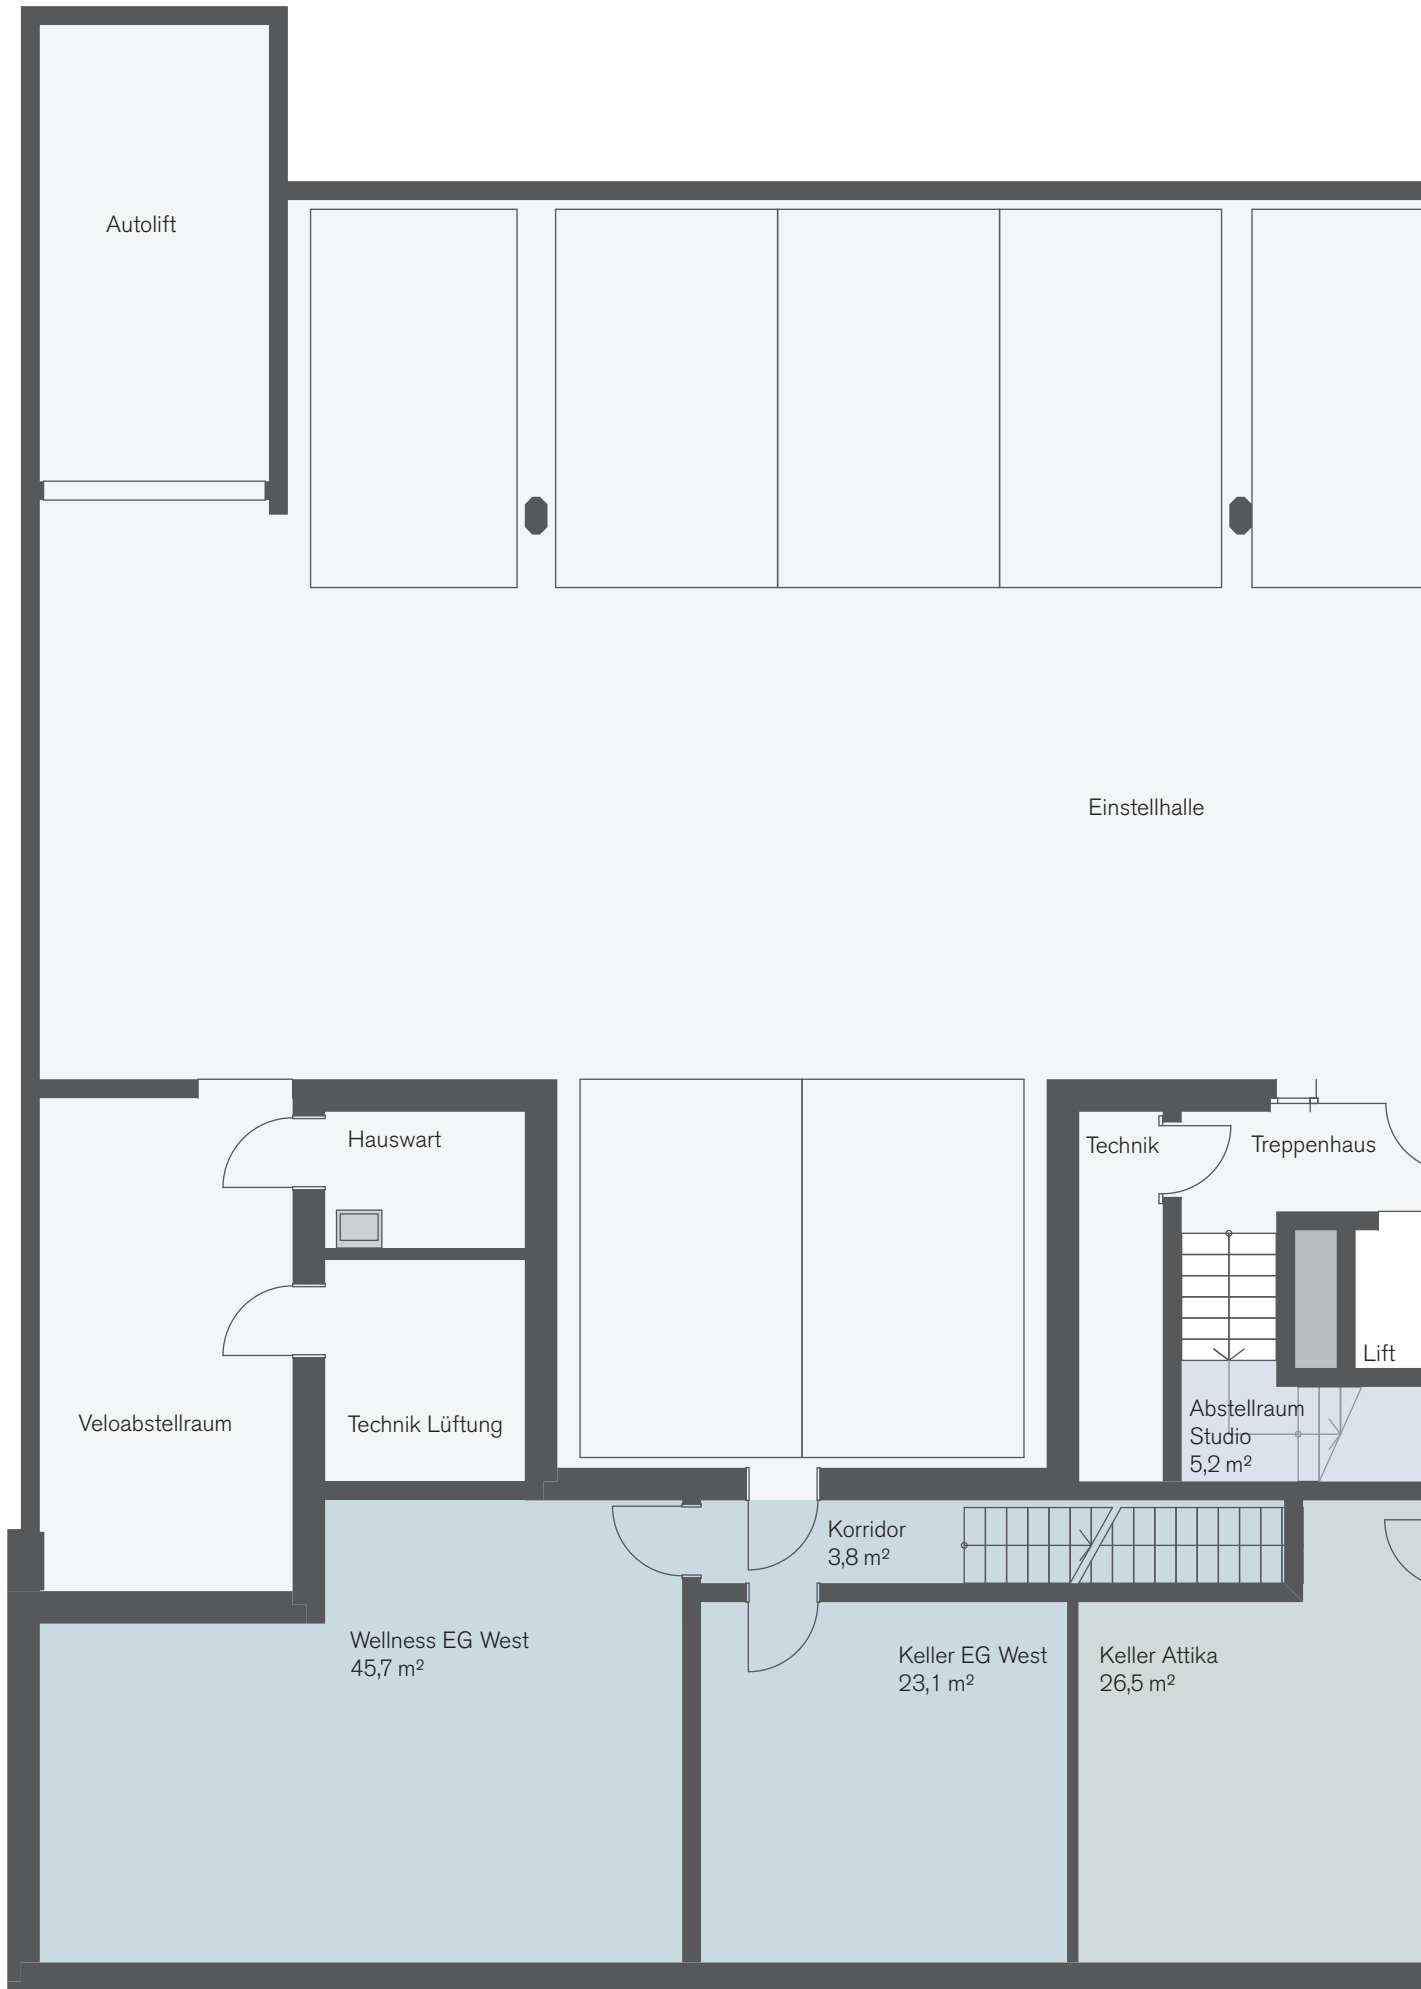 Autolift
Einstellhalle
Hauswart
Technik
Treppenhaus
Lift
Veloabstellraum
Technik Lüftung
Abstellraum
Studio
5,2 m²
Korridor
3,8 m²
Wellness EG West
45,7 m²
Keller EG West
23,1 m²
Keller Attika
26,5 m²